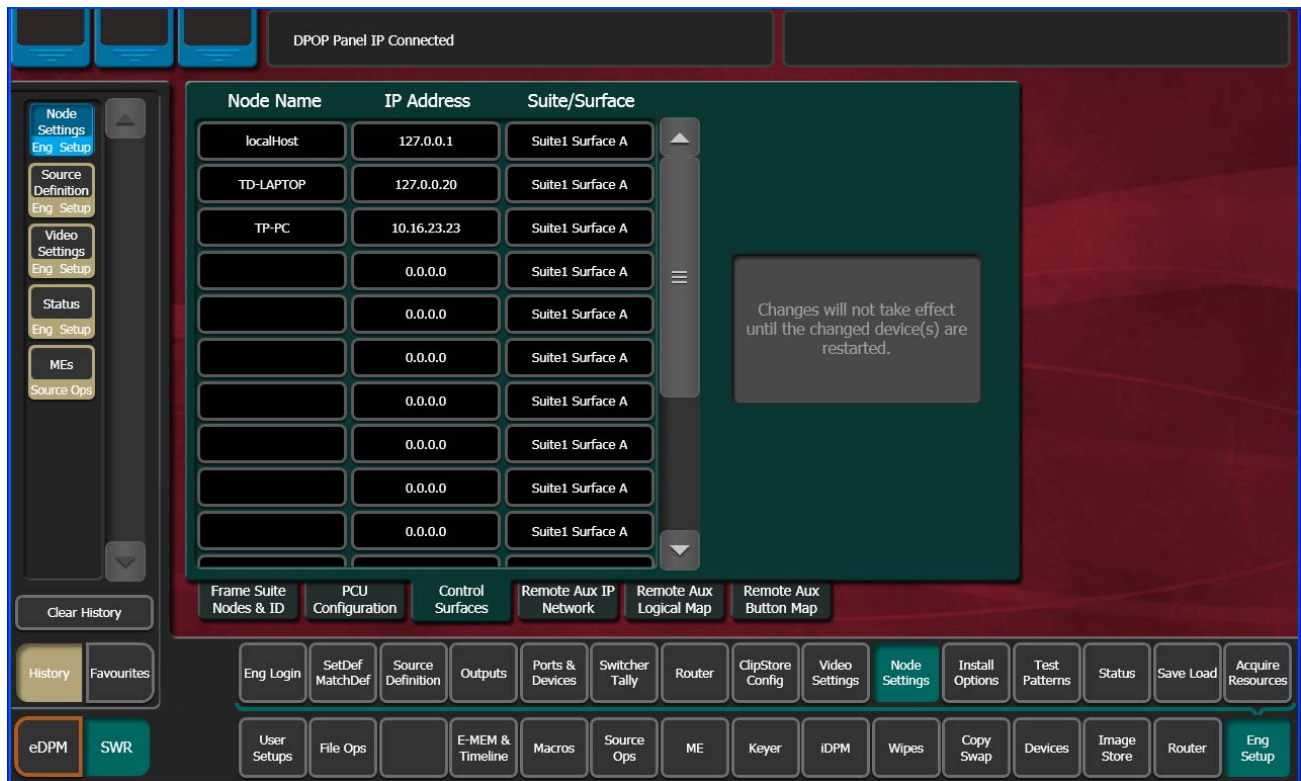 DPOP Panel IP Connected
Node
Settings
Eng Setup
Source
Definition
Eng Setup
Video
Settings
Eng Setup
Status
Eng Setup
MEs
Source Ops
Clear History
History
Favourites
eDPM
SWR
Node Name IP Address Suite/Surface
localHost 127.0.0.1 Suite1 Surface A
TD-LAPTOP 127.0.0.20 Suite1 Surface A
TP-PC 10.16.23.23 Suite1 Surface A
0.0.0.0 Suite1 Surface A
0.0.0.0 Suite1 Surface A
0.0.0.0 Suite1 Surface A
0.0.0.0 Suite1 Surface A
0.0.0.0 Suite1 Surface A
0.0.0.0 Suite1 Surface A
0.0.0.0 Suite1 Surface A
Changes will not take effect
until the changed device(s) are
restarted.
Frame Suite
Nodes & ID
PCU
Configuration
Control
Surfaces
Remote Aux IP
Network
Remote Aux
Logical Map
Remote Aux
Button Map
Eng Login
SetDef
MatchDef
Source
Definition
Outputs
Ports &
Devices
Switcher
Tally
Router
ClipStore
Config
Video
Settings
Node
Settings
Install
Options
Test
Patterns
Status
Save Load
Acquire
Resources
User
Setups
File Ops
E-MEM &
Timeline
Macros
Source
Ops
ME
Keyer
iDPM
Wipes
Copy
Swap
Devices
Image
Store
Router
Eng
Setup